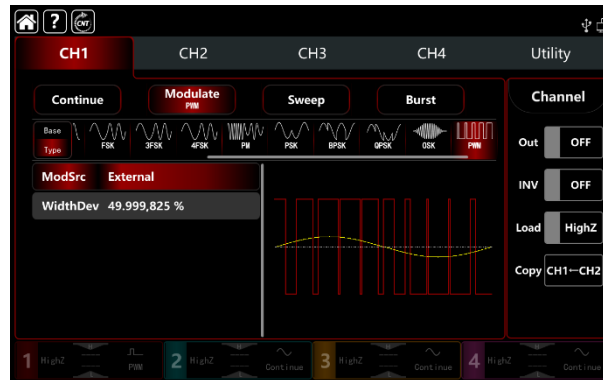 ? CNT
CH1 CH2 CH3 CH4 Utility
Continue Modulate Sweep Burst Channel
PWM
Base
Type FSK 3FSK 4FSK PM PSK BPSK QPSK OSK PWM
Out OFF
ModSrc External
INV OFF
WidthDev 49.999,825 %
Load HighZ
Copy CH1←CH2
1 HighZ PWM 2 HighZ Continue 3 HighZ Continue 4 HighZ Continue